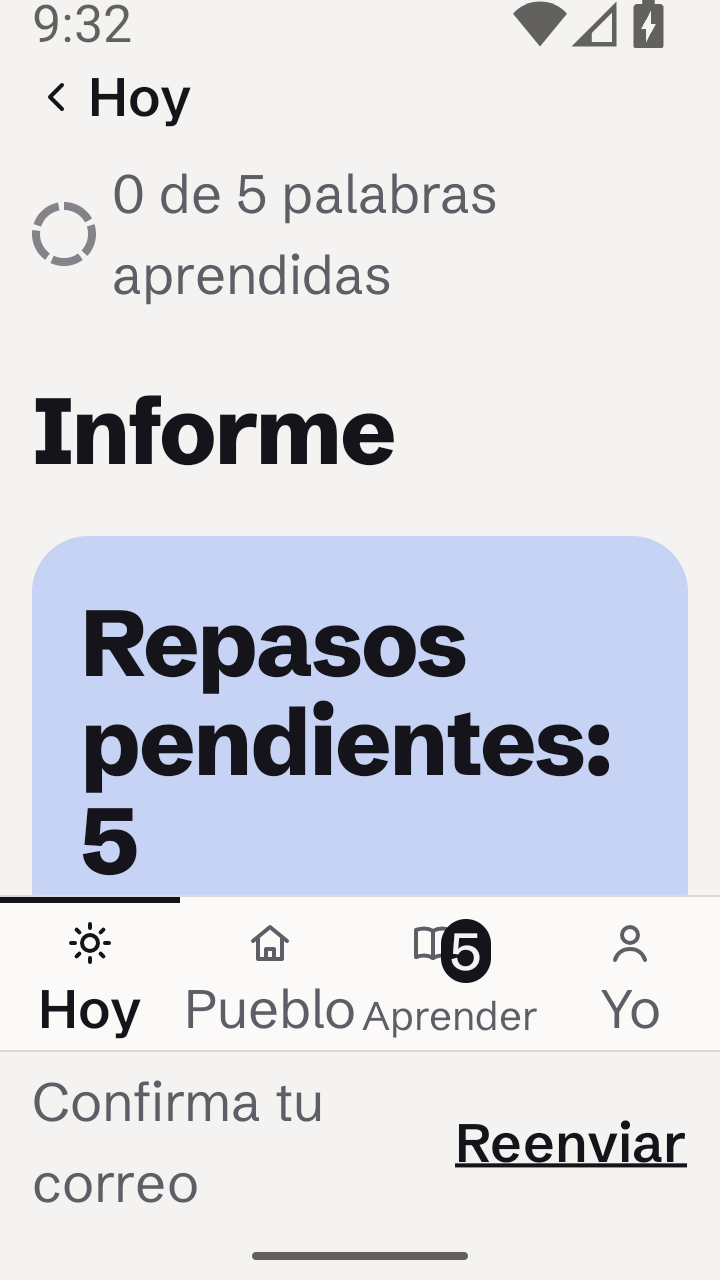 9:32
Hoy
0 de 5 palabras
aprendidas
Informe
Repasos
pendientes:
5
5
Hoy
Pueblo
Aprender
Yo
Confirma tu
correo
Reenviar